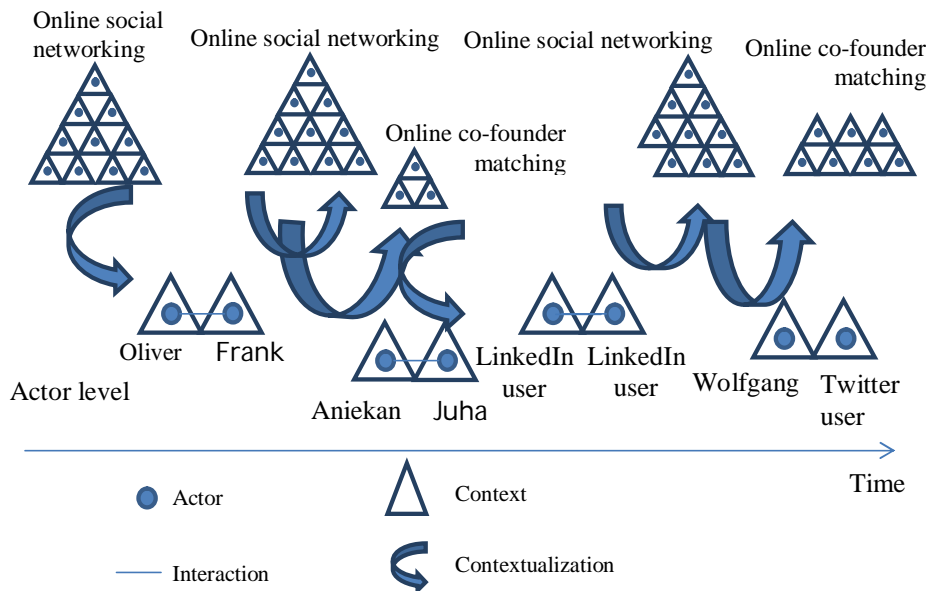 Online social
networking
Online social networking
Online co-founder
matching
Online social networking
Online co-founder
matching
Oliver
Frank
Aniekan
Juha
LinkedIn
user
LinkedIn
user
Wolfgang
Twitter
user
Actor level
Time
Actor
Context
Interaction
Contextualization